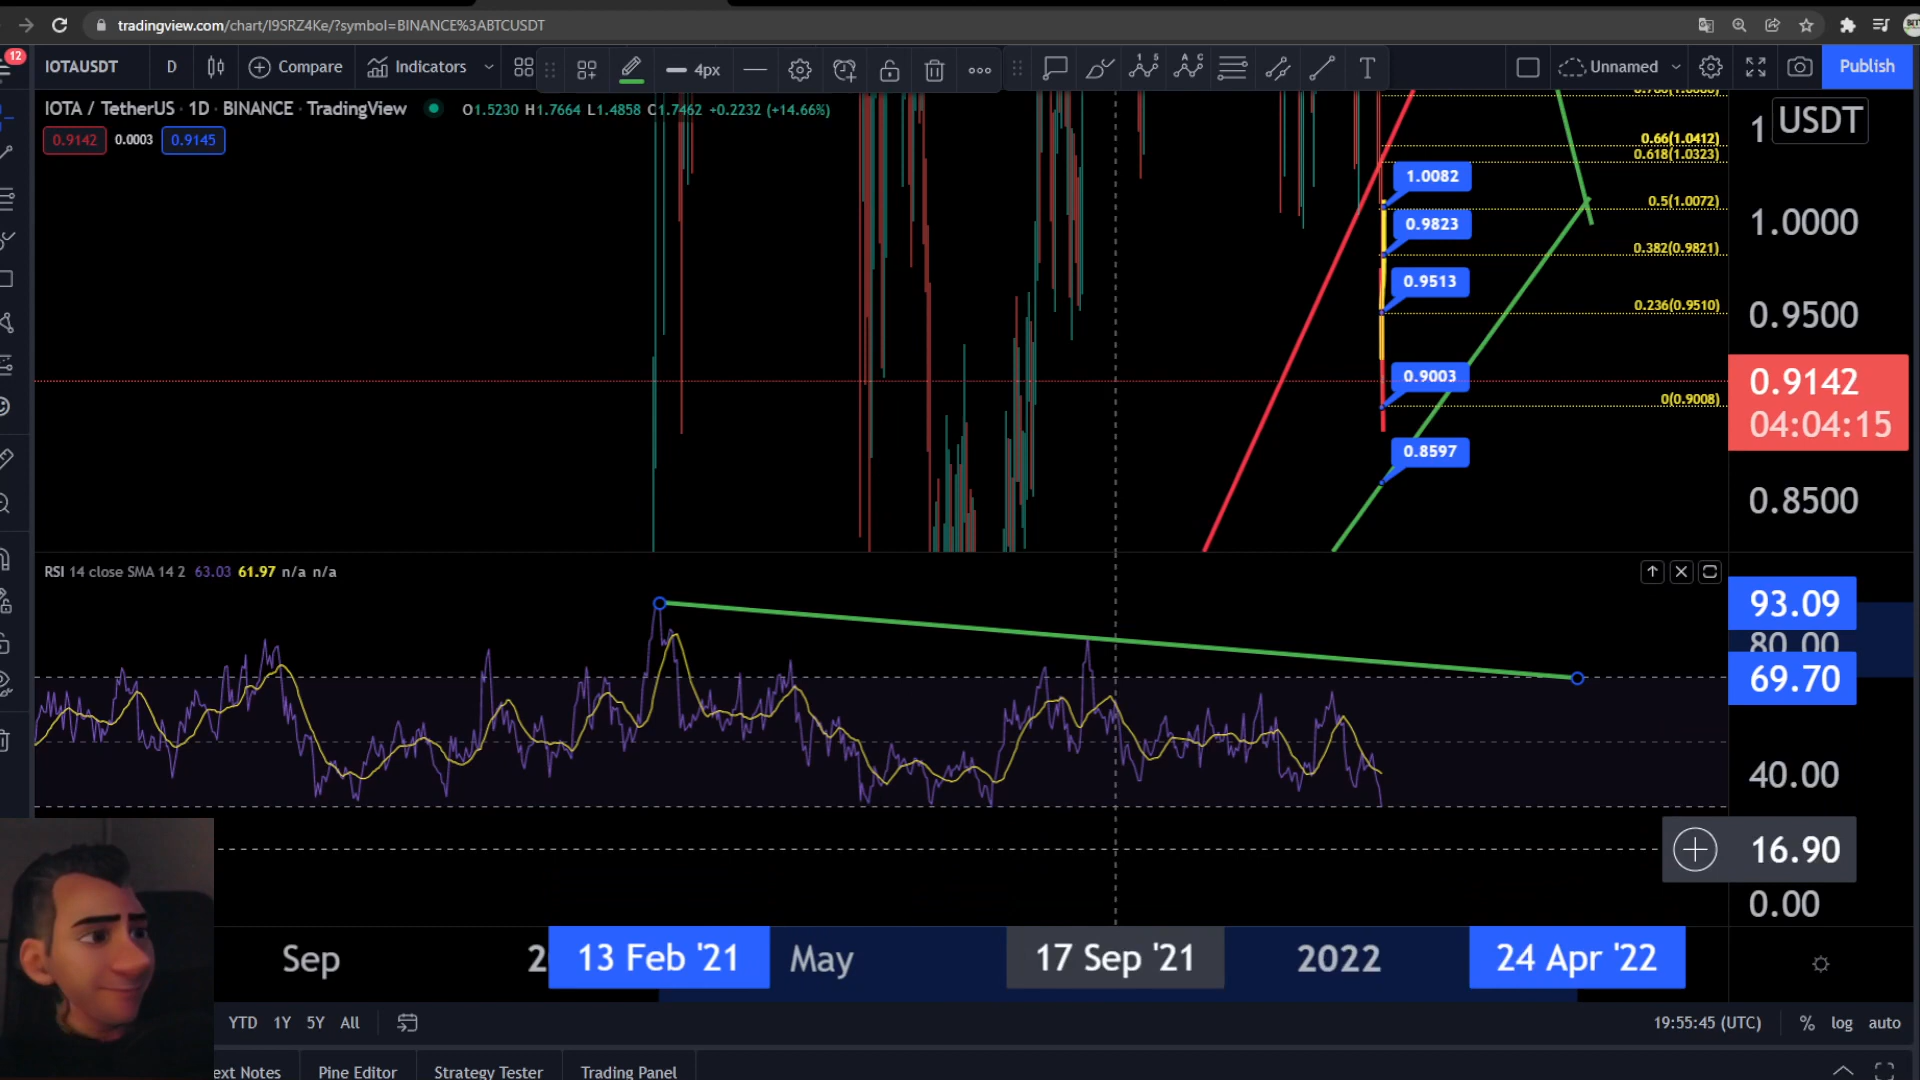 tradingview.com/chart/I9SRZ4Ke/?symbol=BINANCE%3ABTCUSDT
12
IOTAUSDT
D
Compare
Indicators
4px
Unnamed
Publish
IOTA / TetherUS · 1D · BINANCE · TradingView
O1.5230 H1.7664 L1.4858 C1.7462 +0.2232 (+14.66%)
0.9142
0.0003
0.9145
0.66(1.0412)
0.618(1.0323)
0.5(1.0072)
0.382(0.9821)
0.236(0.9510)
0(0.9008)
1.0082
0.9823
0.9513
0.9003
0.8597
1
USDT
1.0000
0.9500
0.9142
04:04:15
0.8500
RSI 14 close SMA 14 2 63.03 61.97 n/a n/a
93.09
80.00
69.70
40.00
16.90
0.00
Sep
2
13 Feb '21
May
17 Sep '21
2022
24 Apr '22
YTD
1Y
5Y
All
19:55:45 (UTC)
%
log
auto
ext Notes
Pine Editor
Strategy Tester
Trading Panel